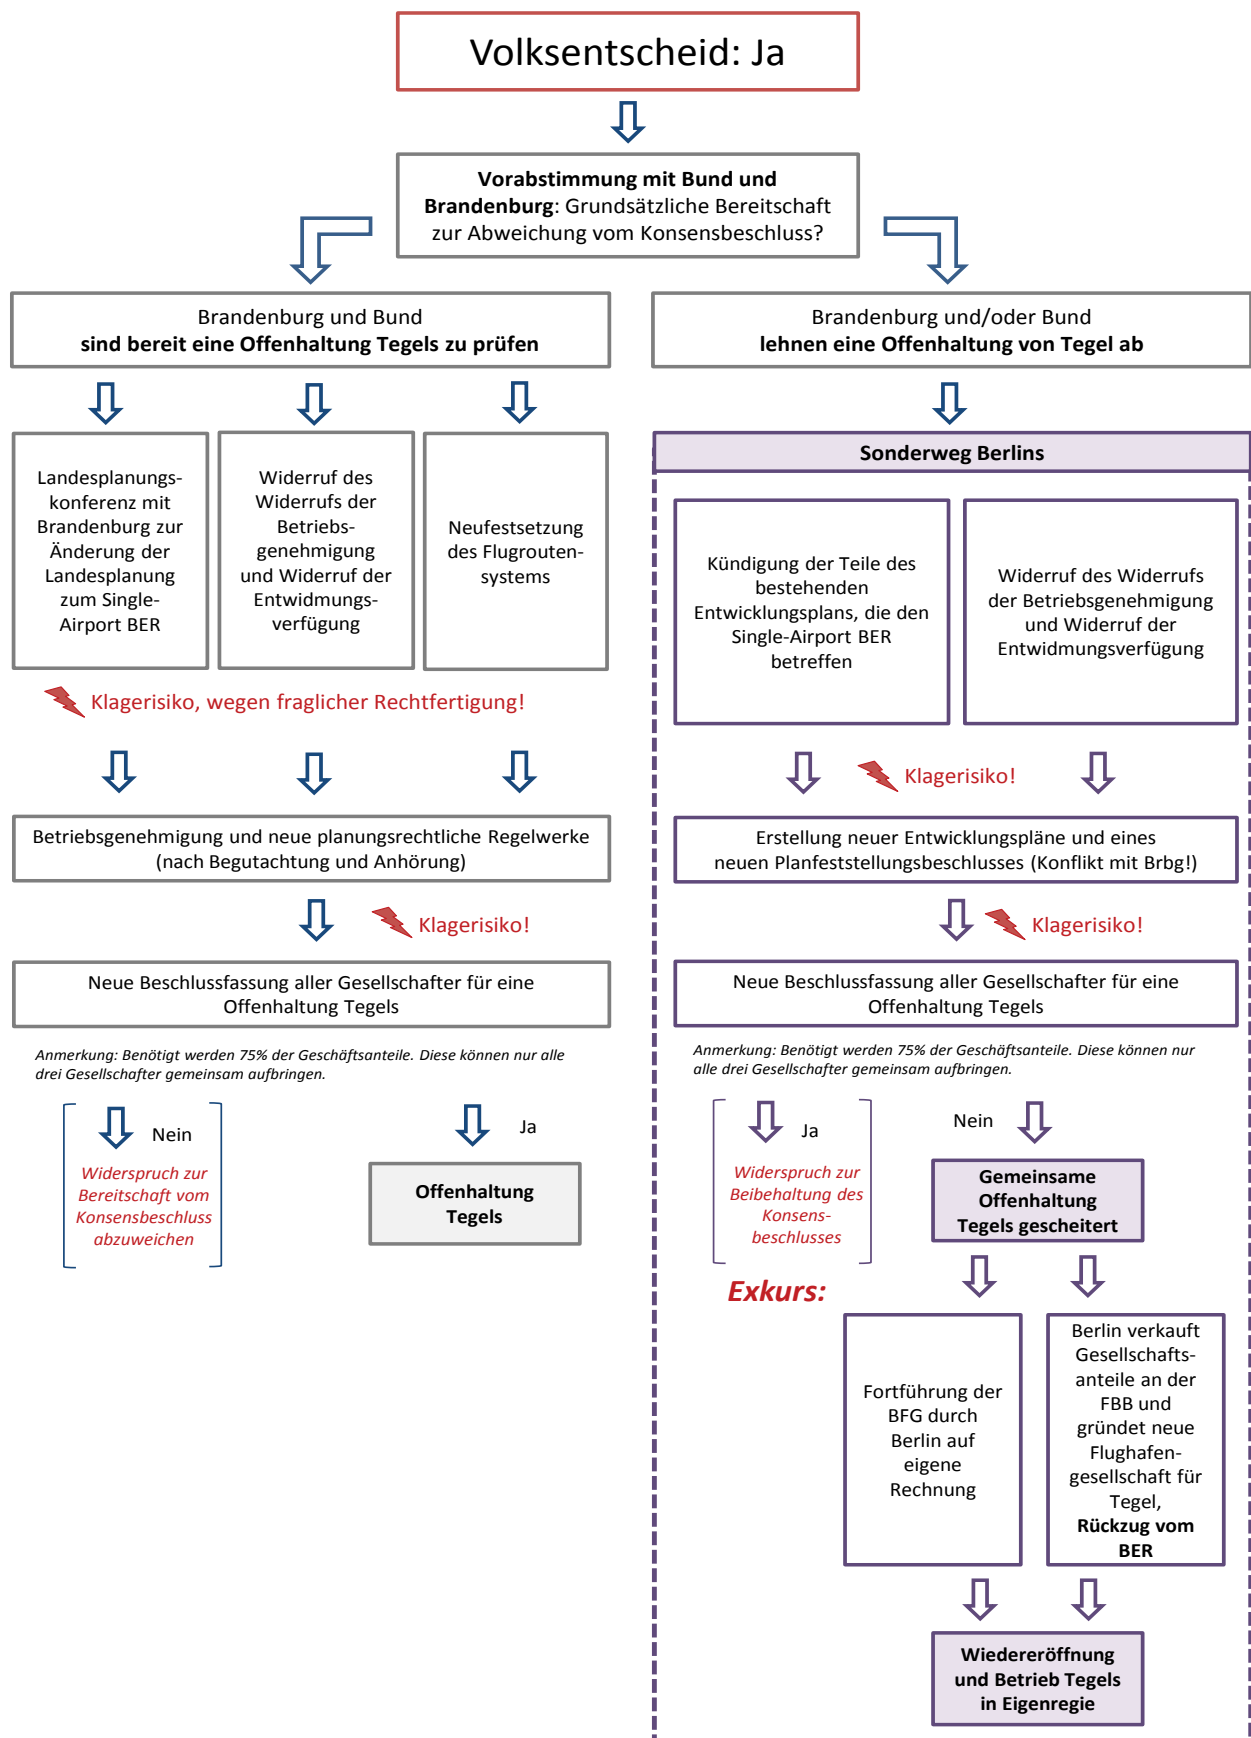 Volksentscheid: Ja
Vorabstimmung mit Bund und
Brandenburg: Grundsätzliche Bereitschaft
zur Abweichung vom Konsensbeschluss?
Brandenburg und Bund
sind bereit eine Offenhaltung Tegels zu prüfen
Landesplanungs-
konferenz mit
Brandenburg zur
Änderung der
Landesplanung
zum Single-
Airport BER
Widerruf des
Widerrufs der
Betriebs-
genehmigung
und Widerruf der
Entwidmungs-
verfügung
Neufestsetzung
des Flugrouten-
systems
Klagerisiko, wegen fraglicher Rechtfertigung!
Betriebsgenehmigung und neue planungsrechtliche Regelwerke
(nach Begutachtung und Anhörung)
Klagerisiko!
Neue Beschlussfassung aller Gesellschafter für eine
Offenhaltung Tegels
Anmerkung: Benötigt werden 75% der Geschäftsanteile. Diese können nur alle
drei Gesellschafter gemeinsam aufbringen.
Nein
Widerspruch zur
Bereitschaft vom
Konsensbeschluss
abzuweichen
Ja
Offenhaltung
Tegels
Brandenburg und/oder Bund
lehnen eine Offenhaltung von Tegel ab
Sonderweg Berlins
Kündigung der Teile des
bestehenden
Entwicklungsplans, die den
Single-Airport BER
betreffen
Widerruf des Widerrufs
der Betriebsgenehmigung
und Widerruf der
Entwidmungsverfügung
Klagerisiko!
Erstellung neuer Entwicklungspläne und eines
neuen Planfeststellungsbeschlusses (Konflikt mit Brbg!)
Klagerisiko!
Neue Beschlussfassung aller Gesellschafter für eine
Offenhaltung Tegels
Anmerkung: Benötigt werden 75% der Geschäftsanteile. Diese können nur
alle drei Gesellschafter gemeinsam aufbringen.
Ja
Widerspruch zur
Beibehaltung des
Konsens-
beschlusses
Nein
Gemeinsame
Offenhaltung
Tegels gescheitert
Exkurs:
Fortführung der
BFG durch
Berlin auf
eigene
Rechnung
Berlin verkauft
Gesellschafts-
anteile an der
FBB und
gründet neue
Flughafen-
gesellschaft für
Tegel,
Rückzug vom
BER
Wiedereröffnung
und Betrieb Tegels
in Eigenregie